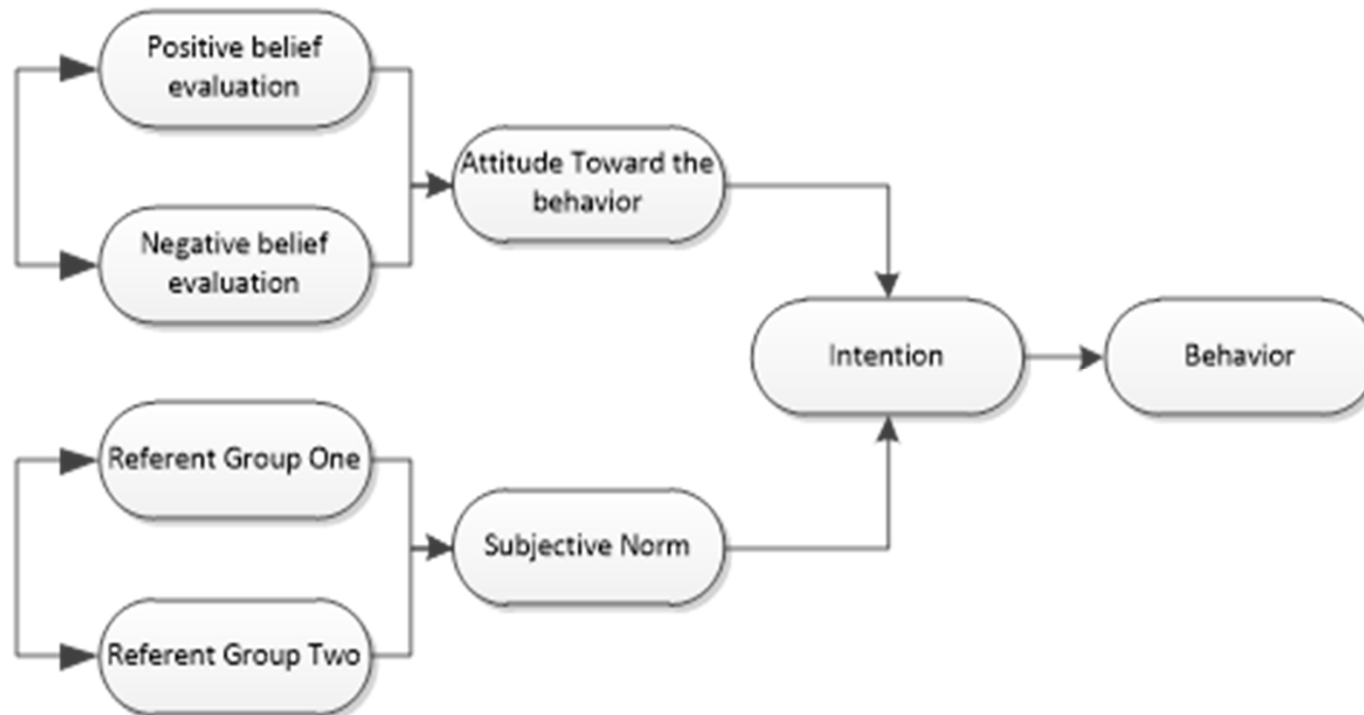 Positive belief
evaluation
Attitude Toward the
behavior
Negative belief
evaluation
Intention
Behavior
Referent Group One
Subjective Norm
Referent Group Two